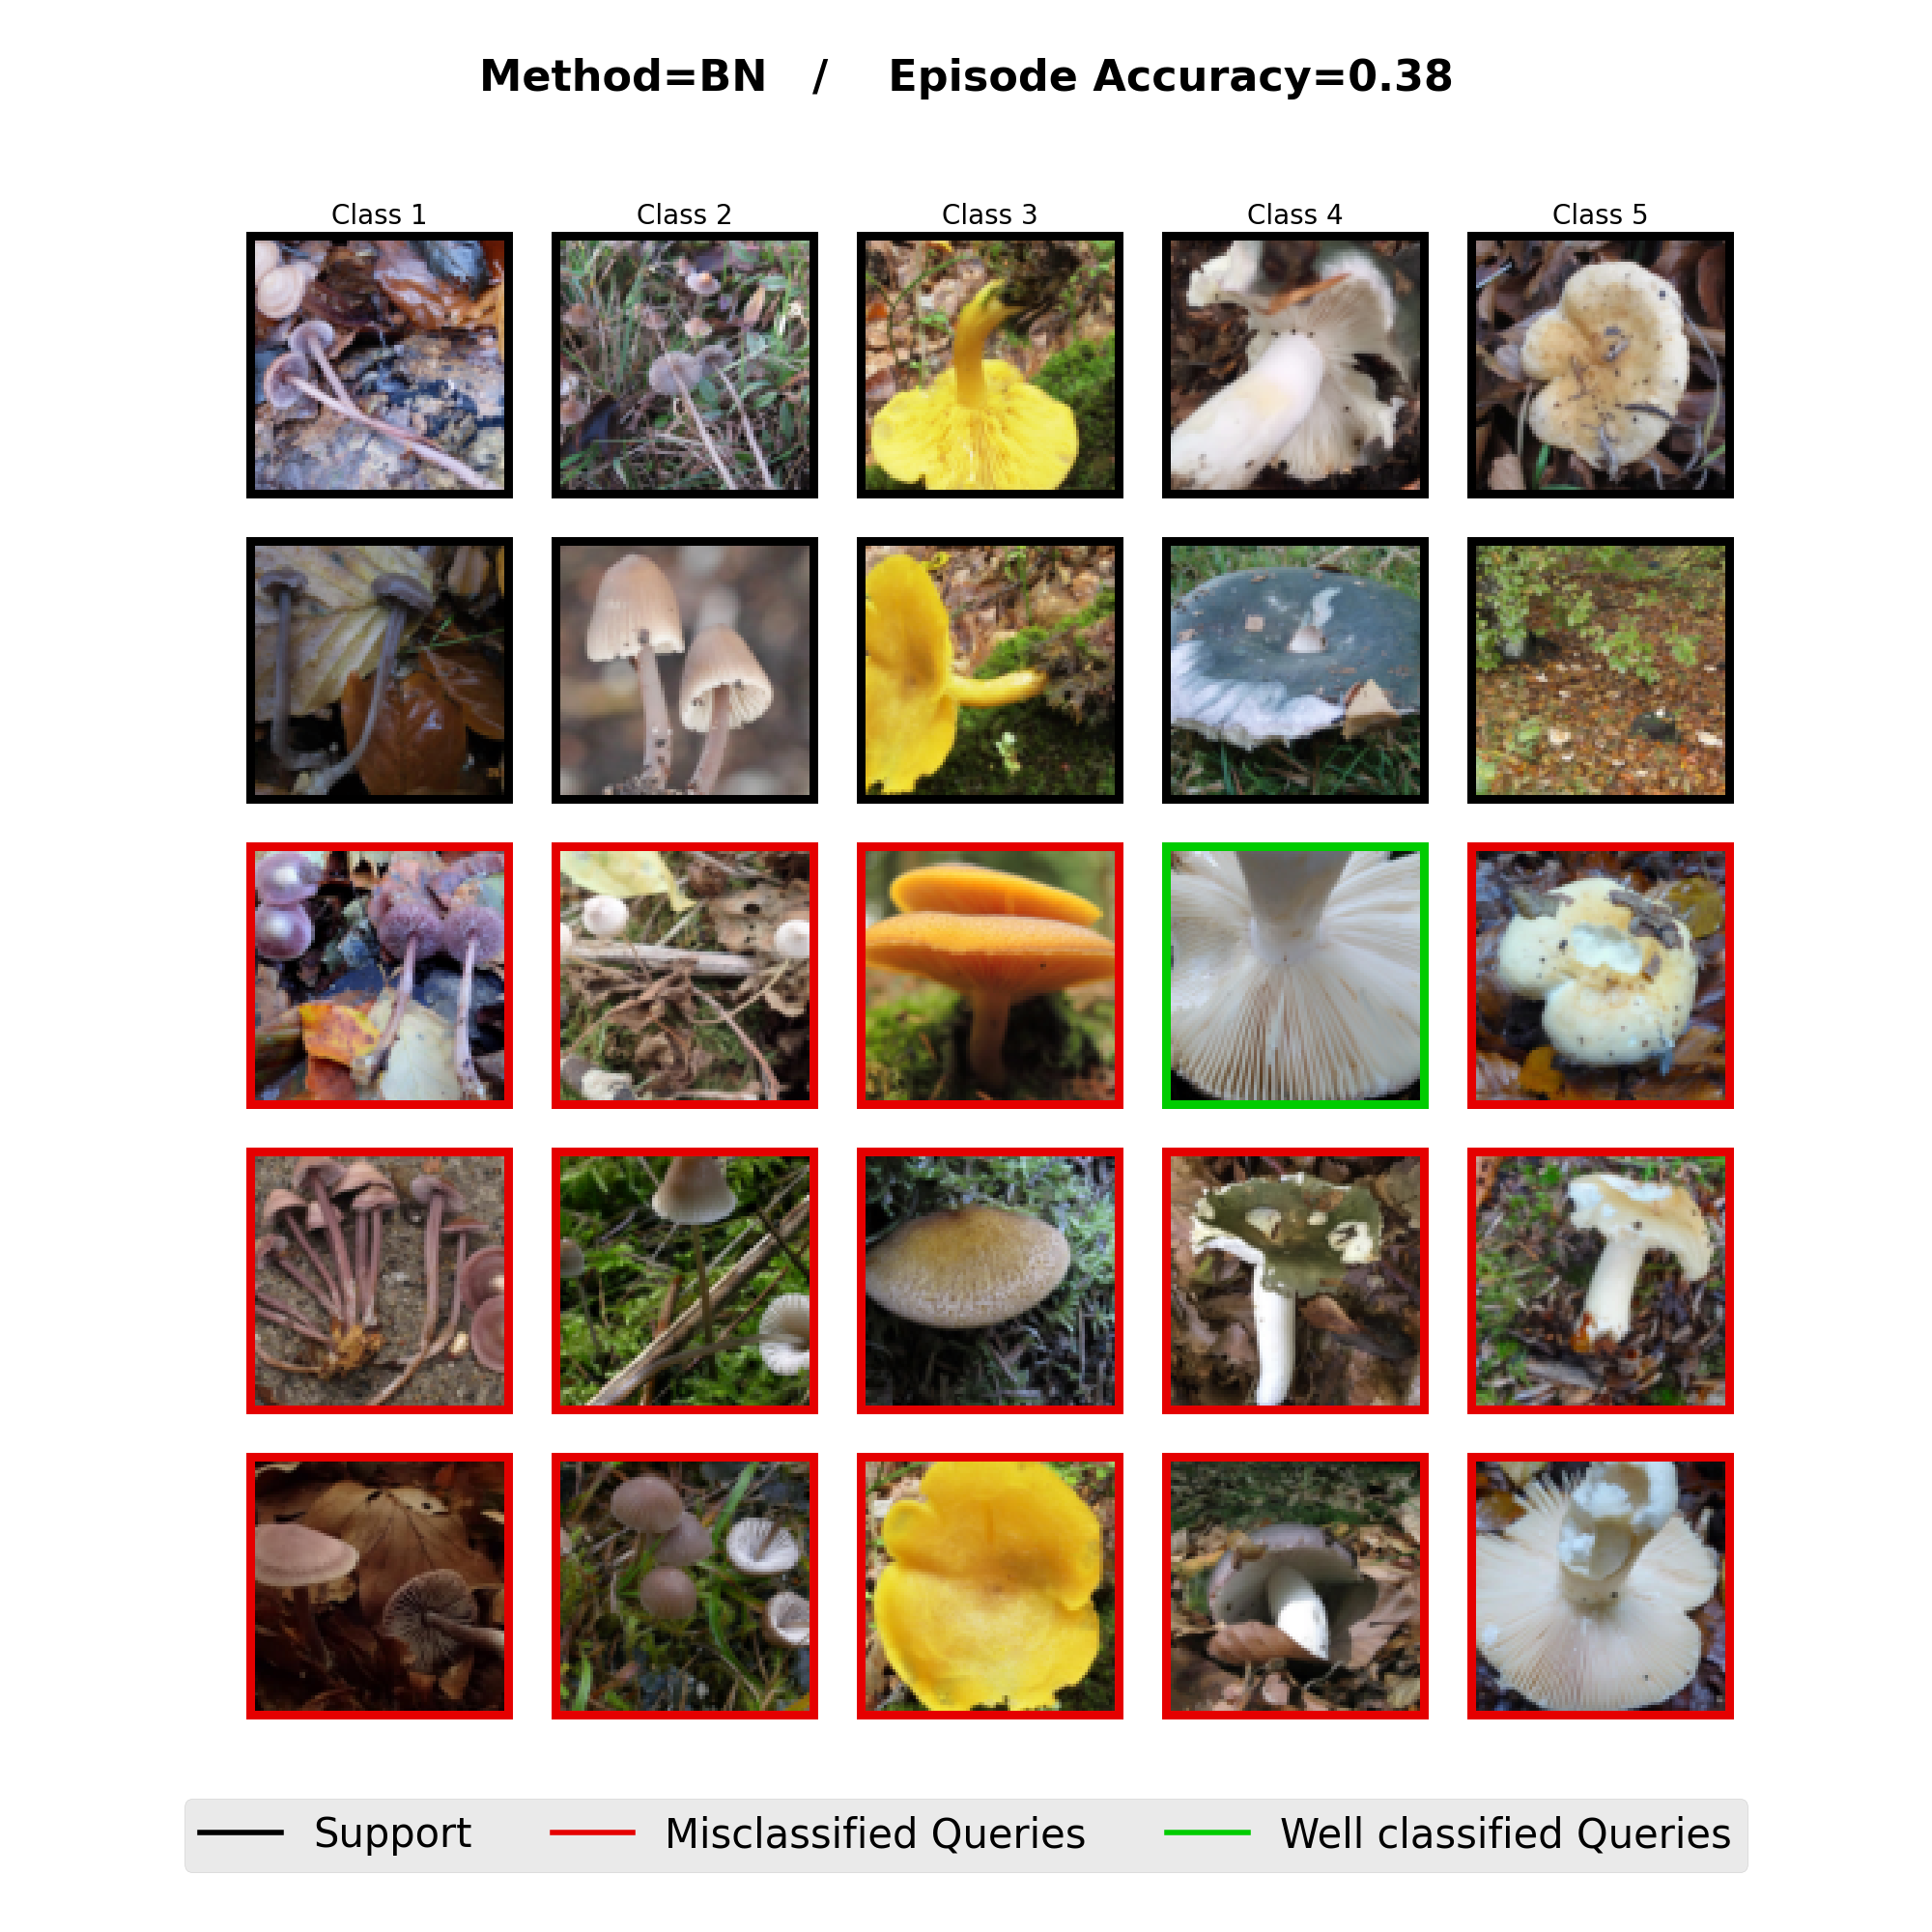 Method=BN / Episode Accuracy=0.38
Class 1 Class 2 Class 3 Class 4 Class 5
Support Misclassified Queries Well classified Queries